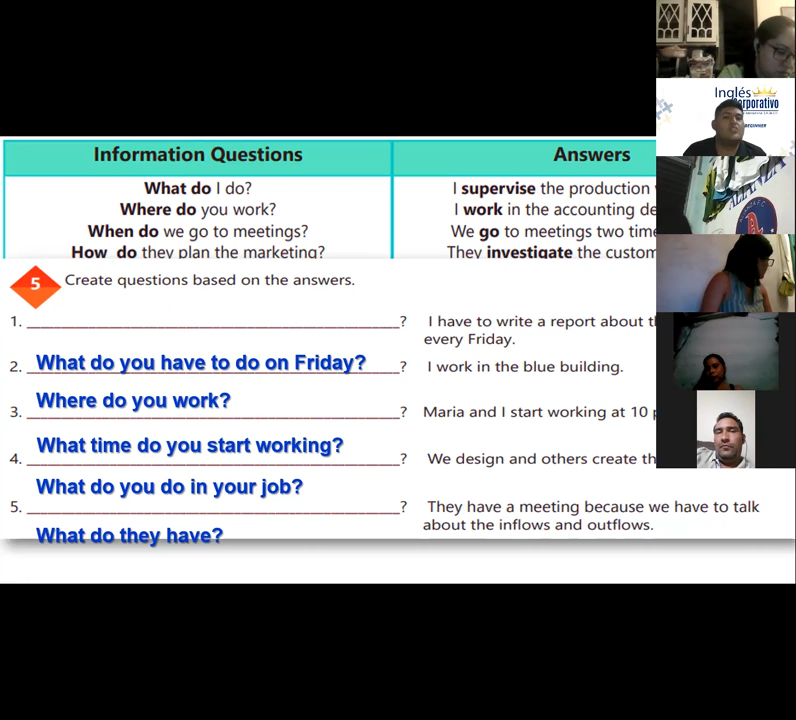 Information Questions
Answers
What do I do?
I supervise the production
Where do you work?
I work in the accounting
When do we go to meetings?
We go to meetings two
How do they plan the marketing?
They investigate the
5
Create questions based on the answers.
1. ? I have to write a report about
every Friday.
What do you have to do on Friday?
2. ? I work in the blue building.
Where do you work?
3. ? Maria and I start working at 10
What time do you start working?
4. ? We design and others create
What do you do in your job?
5. ? They have a meeting because we have to talk
about the inflows and outflows.
What do they have?
Inglés
Corporativo
BEGINNER
ALIANZA